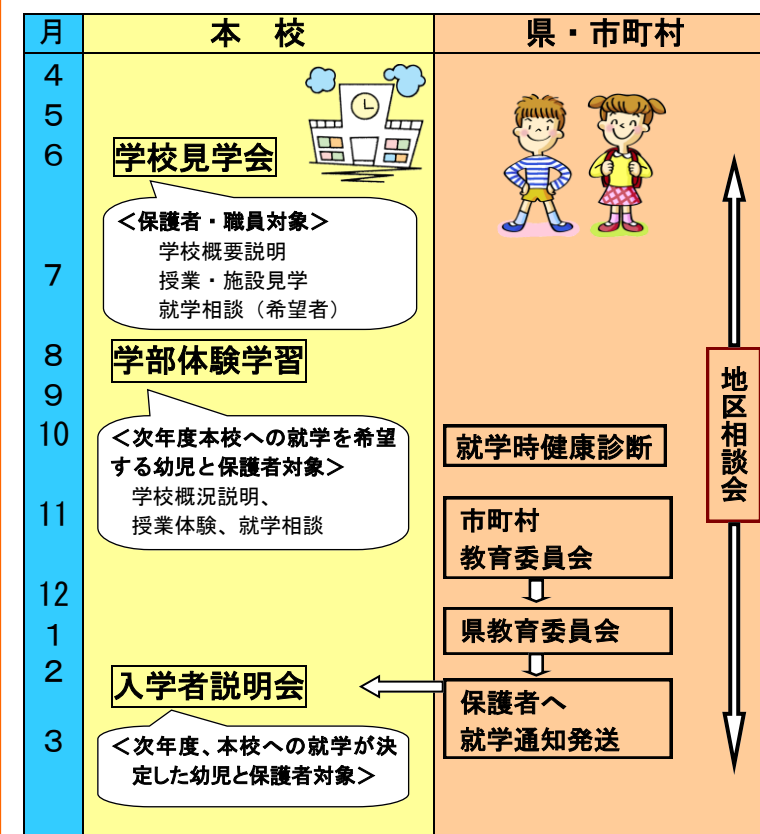 月
本　校
県・市町村
4
5
6
7
8
9
10
11
12
1
2
3
学校見学会
＜保護者・職員対象＞
学校概要説明
授業・施設見学
就学相談（希望者）
学部体験学習
＜次年度本校への就学を希望
する幼児と保護者対象＞
学校概況説明、
授業体験、就学相談
入学者説明会
＜次年度、本校への就学が決
定した幼児と保護者対象＞
就学時健康診断
市町村
教育委員会
県教育委員会
保護者へ
就学通知発送
地区相談会